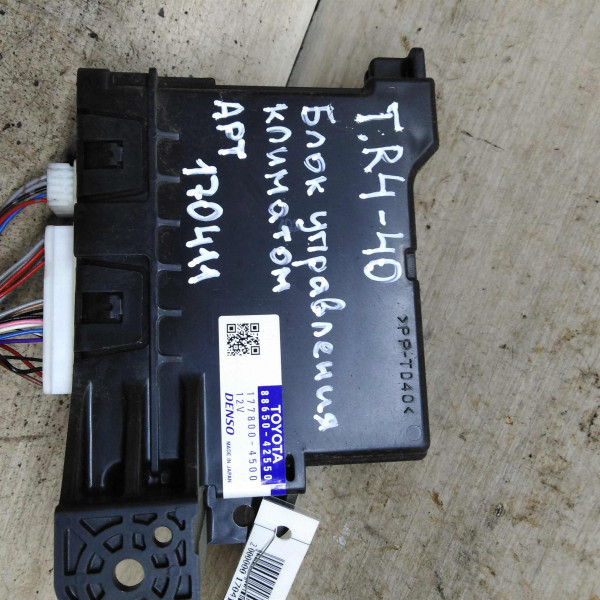 T.R4-40
Блок управления
климатом
АРТ 170411
>PP-TD40<
TOYOTA
88650-42550
177800-4500
12V
DENSO MADE IN JAPAN